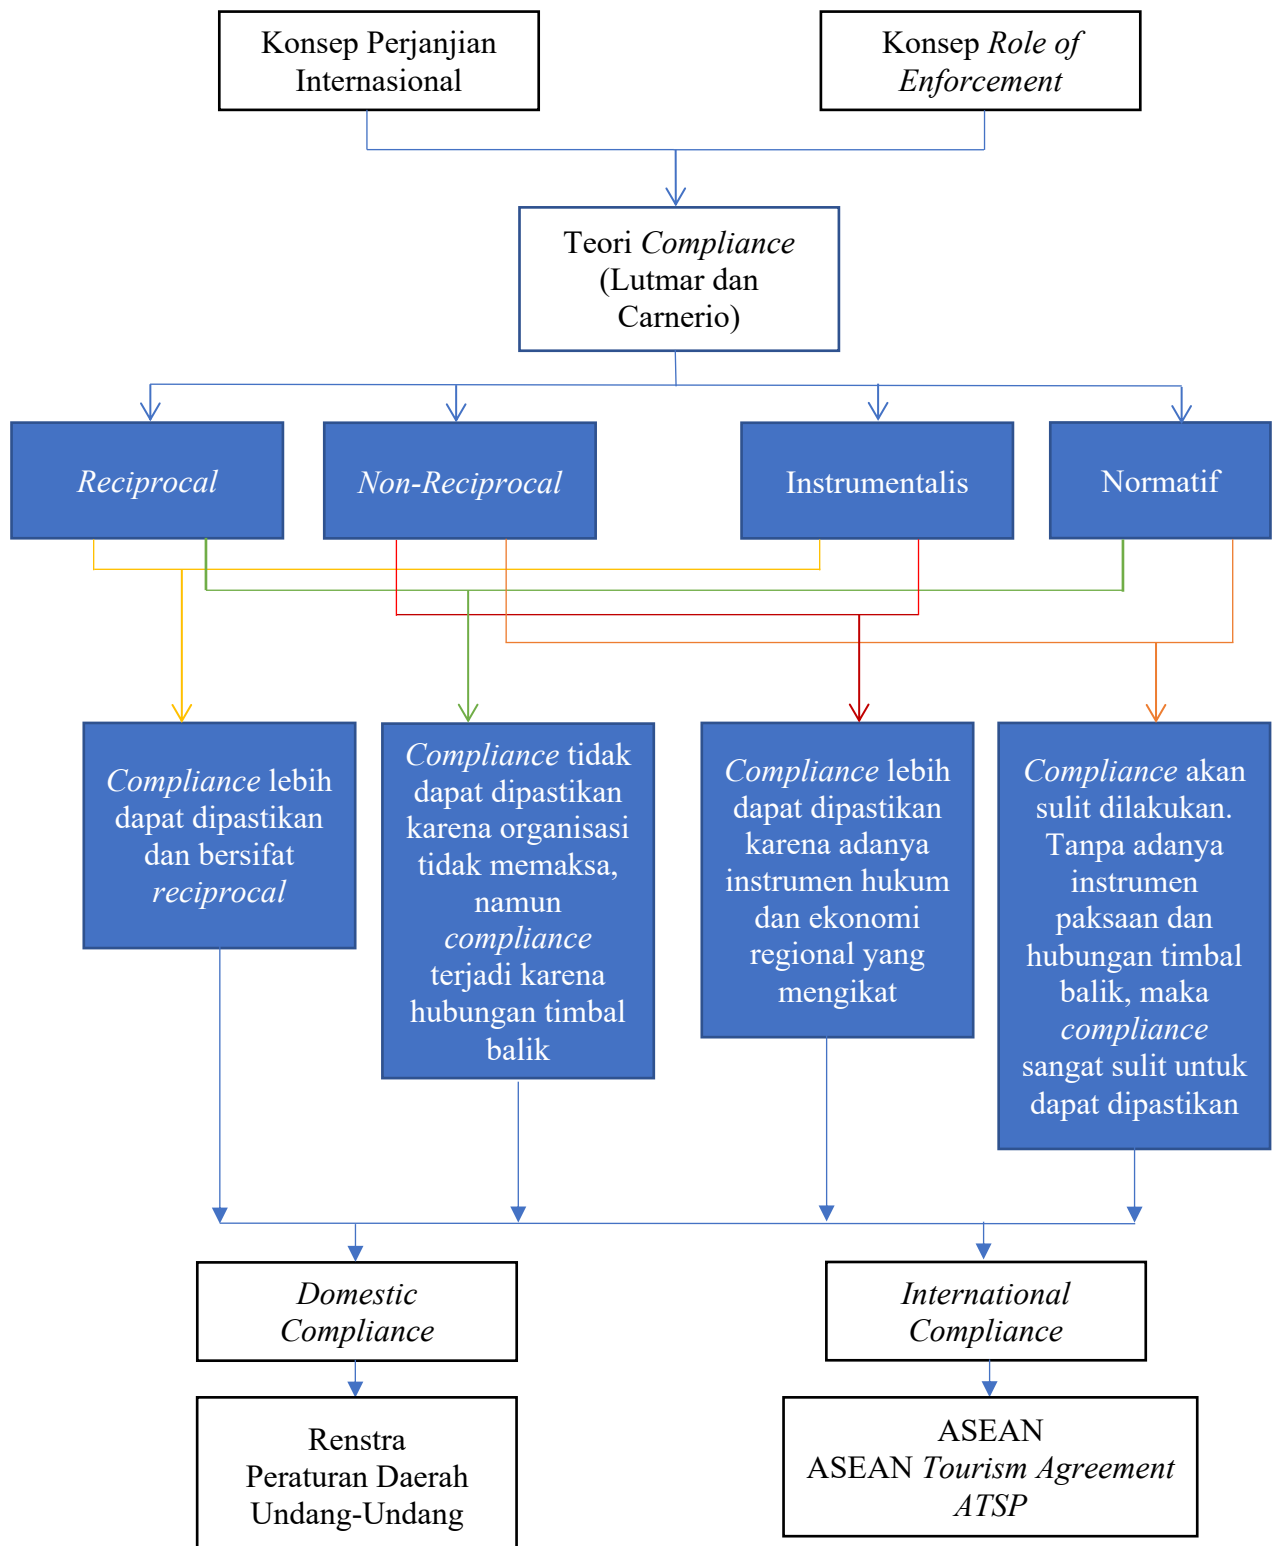 Konsep Perjanjian
Internasional
Konsep Role of
Enforcement
Teori Compliance
(Lutmar dan
Carnerio)
Reciprocal
Non-Reciprocal
Instrumentalis
Normatif
Compliance lebih
dapat dipastikan
dan bersifat
reciprocal
Compliance tidak
dapat dipastikan
karena organisasi
tidak memaksa,
namun
compliance
terjadi karena
hubungan timbal
balik
Compliance lebih
dapat dipastikan
karena adanya
instrumen hukum
dan ekonomi
regional yang
mengikat
Compliance akan
sulit dilakukan.
Tanpa adanya
instrumen
paksaan dan
hubungan timbal
balik, maka
compliance
sangat sulit untuk
dapat dipastikan
Domestic
Compliance
International
Compliance
Renstra
Peraturan Daerah
Undang-Undang
ASEAN
ASEAN Tourism Agreement
ATSP